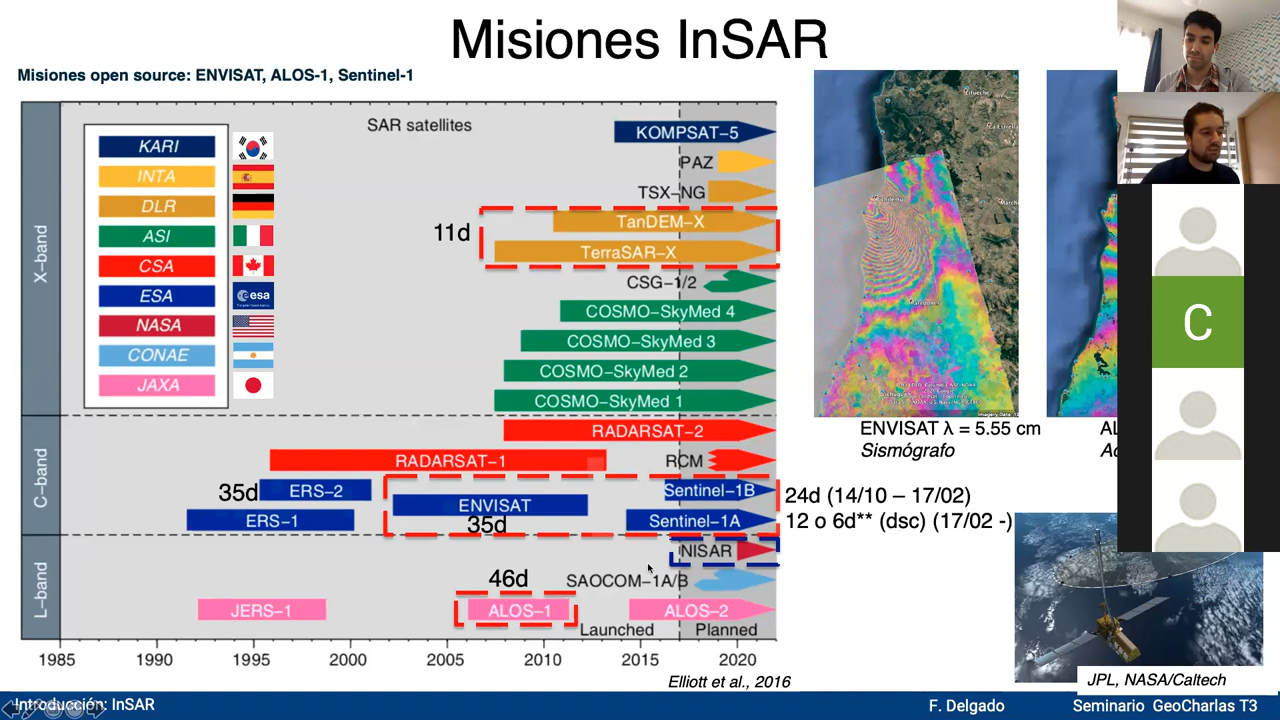 Misiones InSAR
Misiones open source: ENVISAT, ALOS-1, Sentinel-1
SAR satellites
X-band
C-band
L-band
KARI
INTA
DLR
ASI
CSA
ESA
NASA
CONAE
JAXA
esa
KOMPSAT-5
PAZ
TSX-NG
11d
TanDEM-X
TerraSAR-X
CSG-1/2
COSMO-SkyMed 4
COSMO-SkyMed 3
COSMO-SkyMed 2
COSMO-SkyMed 1
RADARSAT-2
RADARSAT-1
RCM
35d
ERS-2
ENVISAT
Sentinel-1B
ERS-1
35d
Sentinel-1A
24d (14/10 – 17/02)
12 o 6d** (dsc) (17/02 -)
NISAR
46d
SAOCOM-1A/B
JERS-1
ALOS-1
ALOS-2
Launched
Planned
1985
1990
1995
2000
2005
2010
2015
2020
Elliott et al., 2016
ENVISAT λ = 5.55 cm
Sismógrafo
AL
C
JPL, NASA/Caltech
Introducción: InSAR
F. Delgado
Seminario GeoCharlas T3